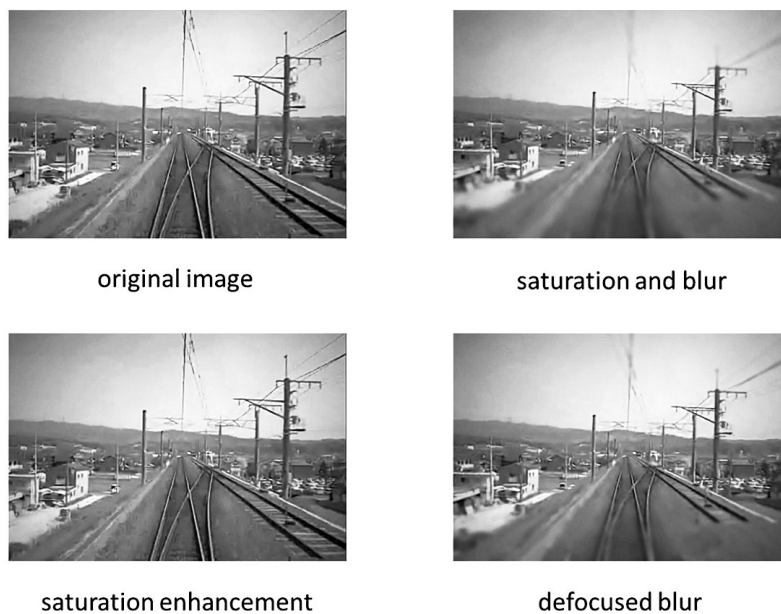 original image
saturation and blur
saturation enhancement
defocused blur